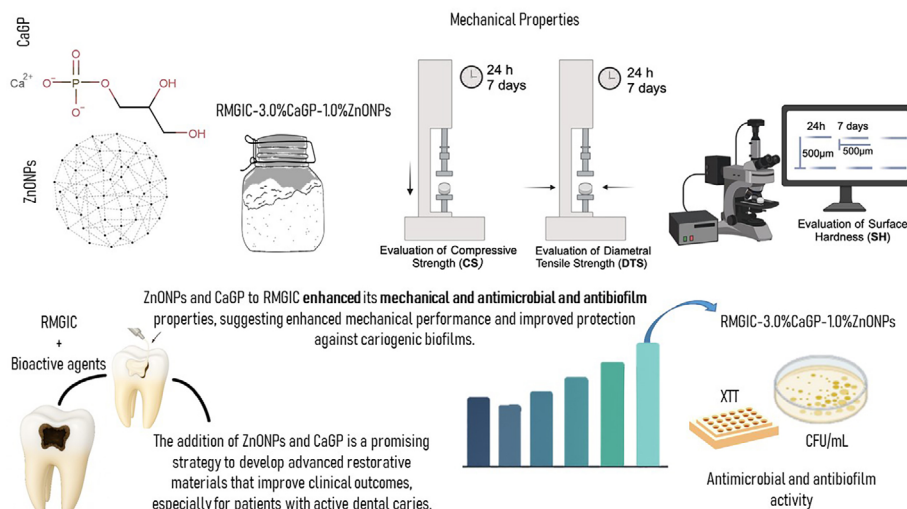 Mechanical Properties
CaGP
Ca2+
O
O−
P
O
O−
OH
OH
ZnONPs
RMGIC-3.0%CaGP-1.0%ZnONPs
24 h
7 days
Evaluation of Compressive
Strength (CS)
24 h
7 days
Evaluation of Diametral
Tensile Strength (DTS)
24h 7 days
500µm
500µm
Evaluation of Surface
Hardness (SH)
ZnONPs and CaGP to RMGIC enhanced its mechanical and antimicrobial and antibiofilm
properties, suggesting enhanced mechanical performance and improved protection
against cariogenic biofilms.
RMGIC
+
Bioactive agents
The addition of ZnONPs and CaGP is a promising
strategy to develop advanced restorative
materials that improve clinical outcomes,
especially for patients with active dental caries.
RMGIC-3.0%CaGP-1.0%ZnONPs
XTT
CFU/mL
Antimicrobial and antibiofilm
activity